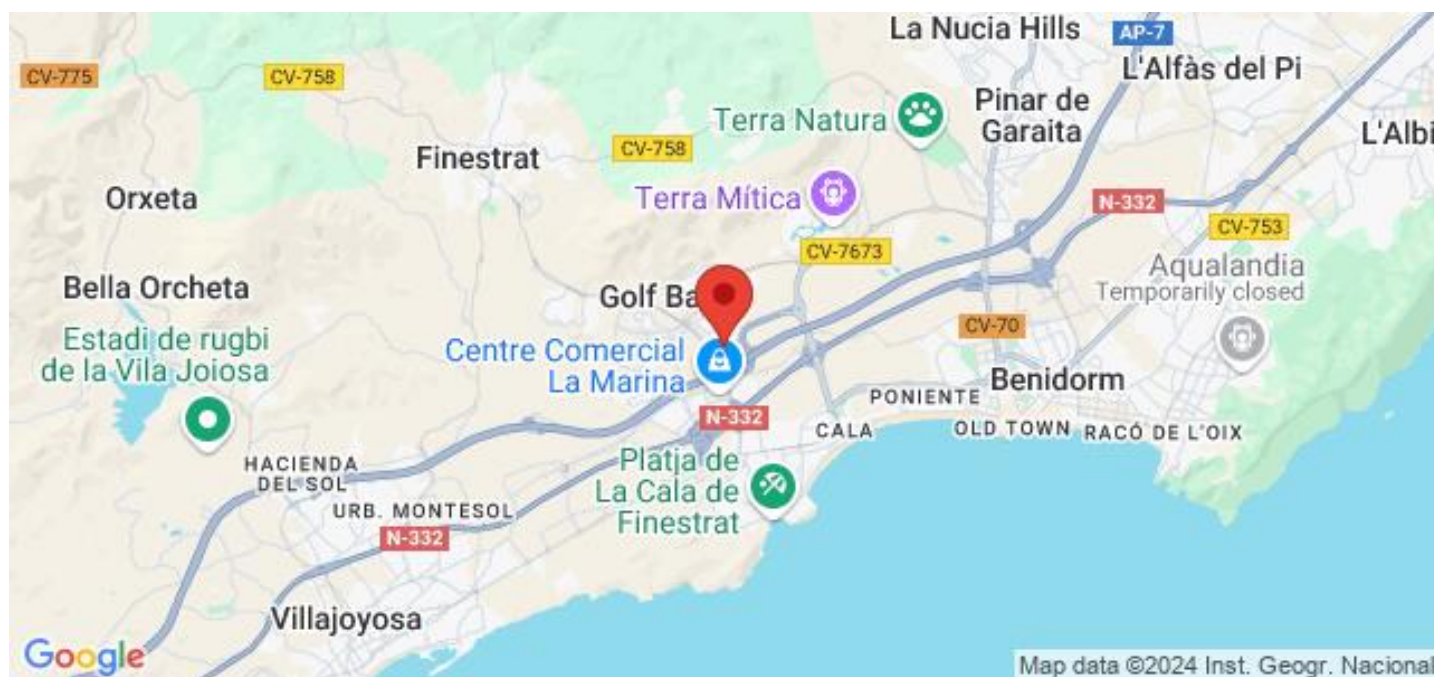 La Nucia Hills
AP-7
L'Alfàs del Pi
CV-775
CV-758
Pinar de
Garaita
Terra Natura
L'Albi
Finestrat
CV-758
Orxeta
Terra Mítica
N-332
CV-753
CV-7673
Aqualandia
Temporarily closed
Bella Orcheta
Golf Ba
Estadi de rugbi
de la Vila Joiosa
CV-70
Centre Comercial
La Marina
Benidorm
PONIENTE
N-332
CALA
OLD TOWN
RACÓ DE L'OIX
HACIENDA
DEL SOL
Platja de
La Cala de
Finestrat
URB. MONTESOL
N-332
Villajoyosa
Google
Map data ©2024 Inst. Geogr. Nacional